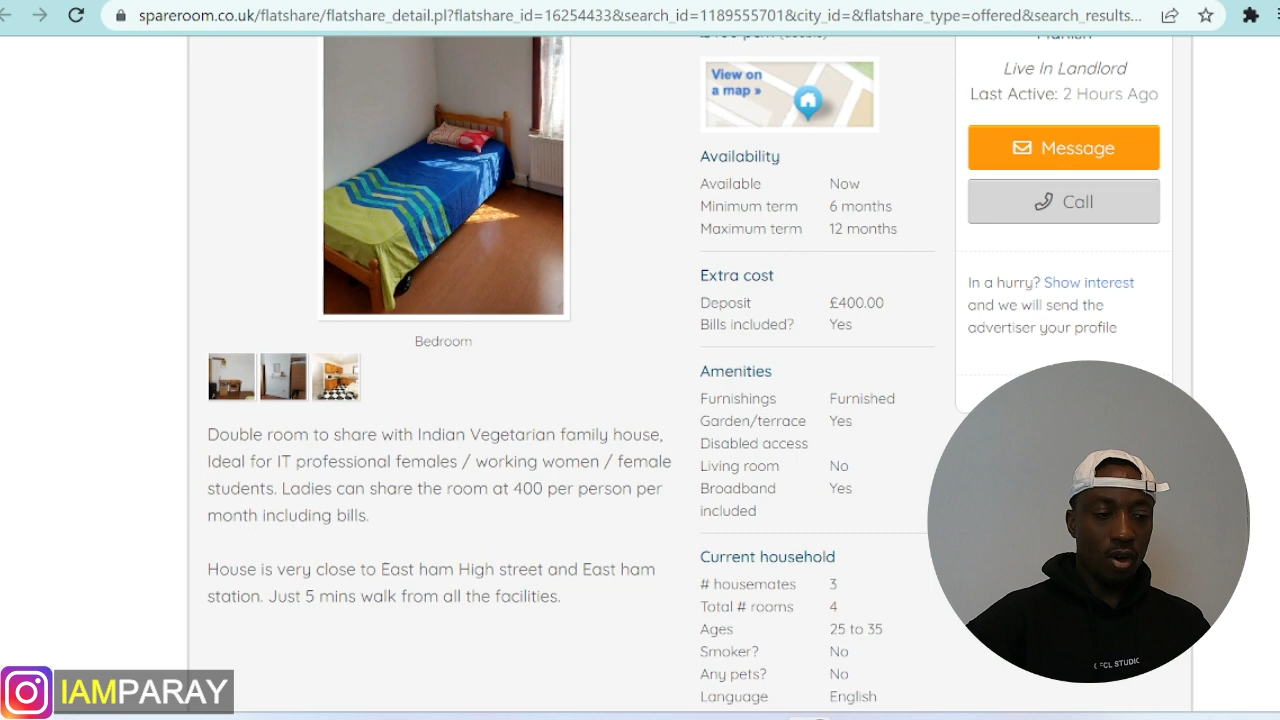 spareroom.co.uk/flatshare/flatshare_detail.pl?flatshare_id=16254433&search_id=1189555701&city_id=&flatshare_type=offered&search_results...
View on
a map »
Live In Landlord
Last Active: 2 Hours Ago
Message
Call
In a hurry? Show interest
and we will send the
advertiser your profile
Availability
Available Now
Minimum term 6 months
Maximum term 12 months
Extra cost
Deposit £400.00
Bills included? Yes
Amenities
Furnishings Furnished
Garden/terrace Yes
Disabled access
Living room No
Broadband Yes
included
Current household
# housemates 3
Total # rooms 4
Ages 25 to 35
Smoker? No
Any pets? No
Language English
Bedroom
Double room to share with Indian Vegetarian family house,
Ideal for IT professional females / working women / female
students. Ladies can share the room at 400 per person per
month including bills.
House is very close to East ham High street and East ham
station. Just 5 mins walk from all the facilities.
IAMPARAY